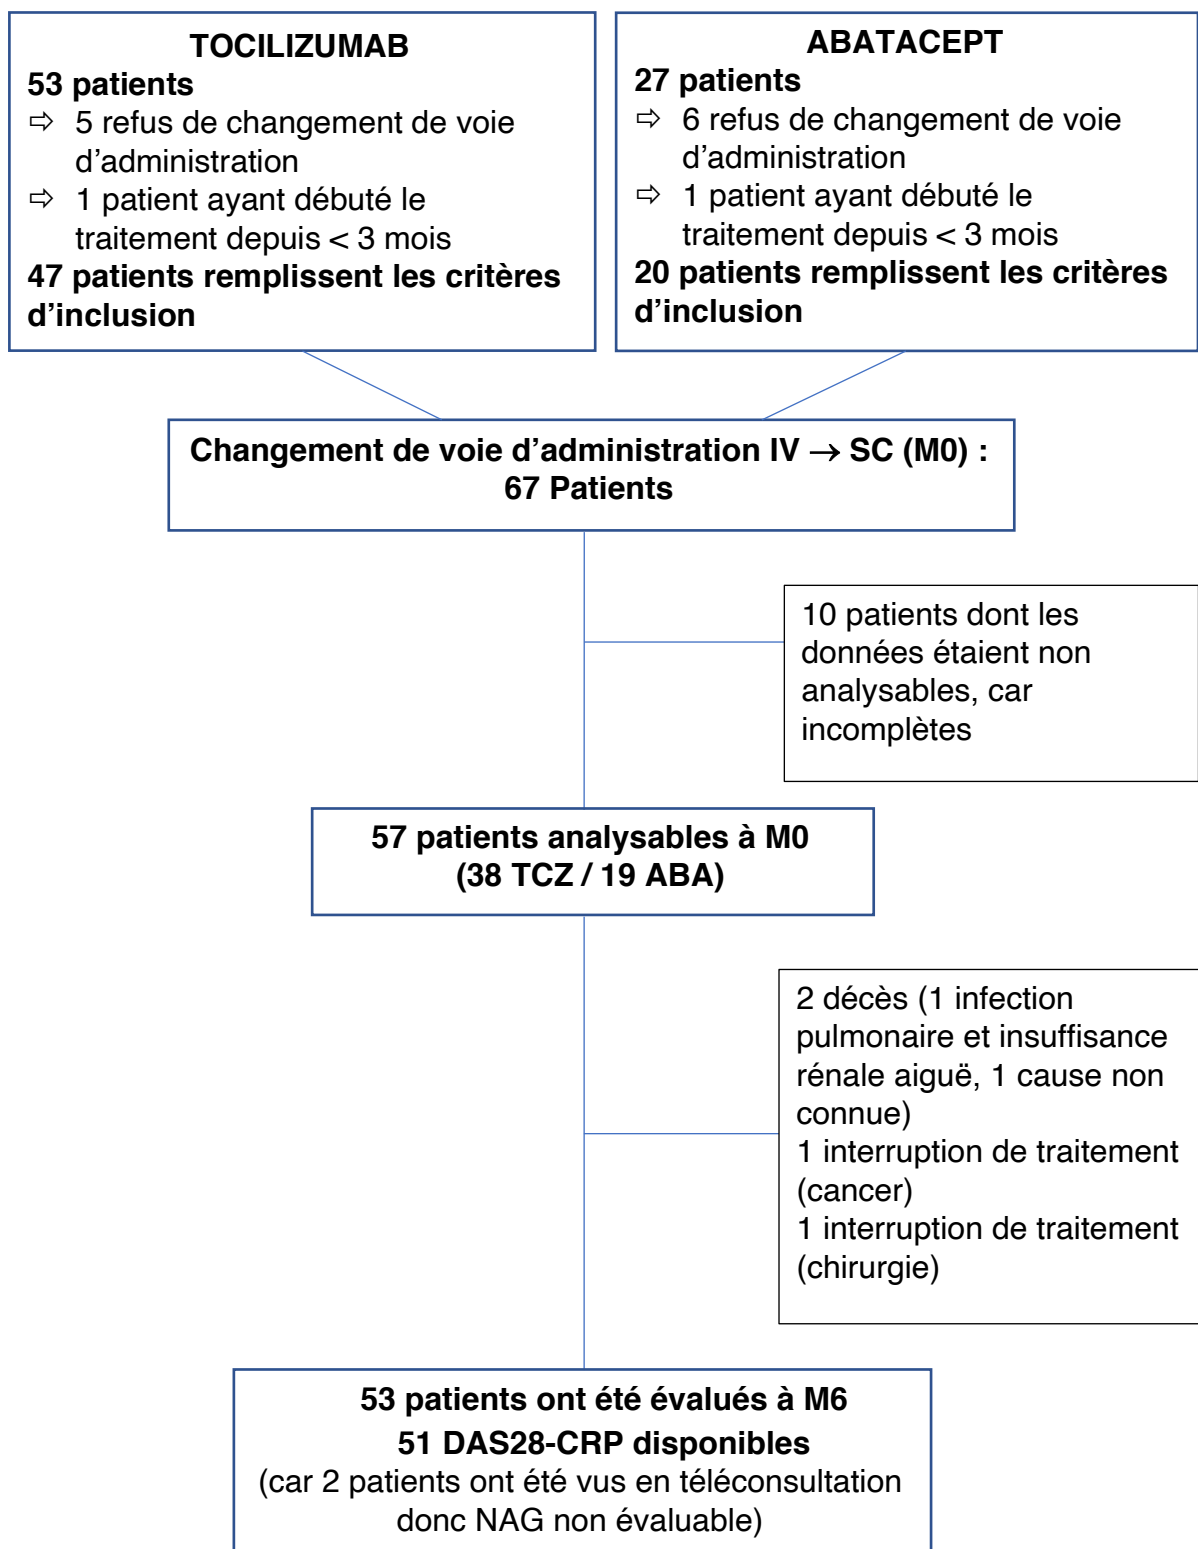 TOCILIZUMAB
53 patients
⇨ 5 refus de changement de voie
d’administration
⇨ 1 patient ayant débuté le
traitement depuis < 3 mois
47 patients remplissent les critères
d’inclusion
ABATACEPT
27 patients
⇨ 6 refus de changement de voie
d’administration
⇨ 1 patient ayant débuté le
traitement depuis < 3 mois
20 patients remplissent les critères
d’inclusion
Changement de voie d’administration IV → SC (M0) :
67 Patients
10 patients dont les
données étaient non
analysables, car
incomplètes
57 patients analysables à M0
(38 TCZ / 19 ABA)
2 décès (1 infection
pulmonaire et insuffisance
rénale aiguë, 1 cause non
connue)
1 interruption de traitement
(cancer)
1 interruption de traitement
(chirurgie)
53 patients ont été évalués à M6
51 DAS28-CRP disponibles
(car 2 patients ont été vus en téléconsultation
donc NAG non évaluable)